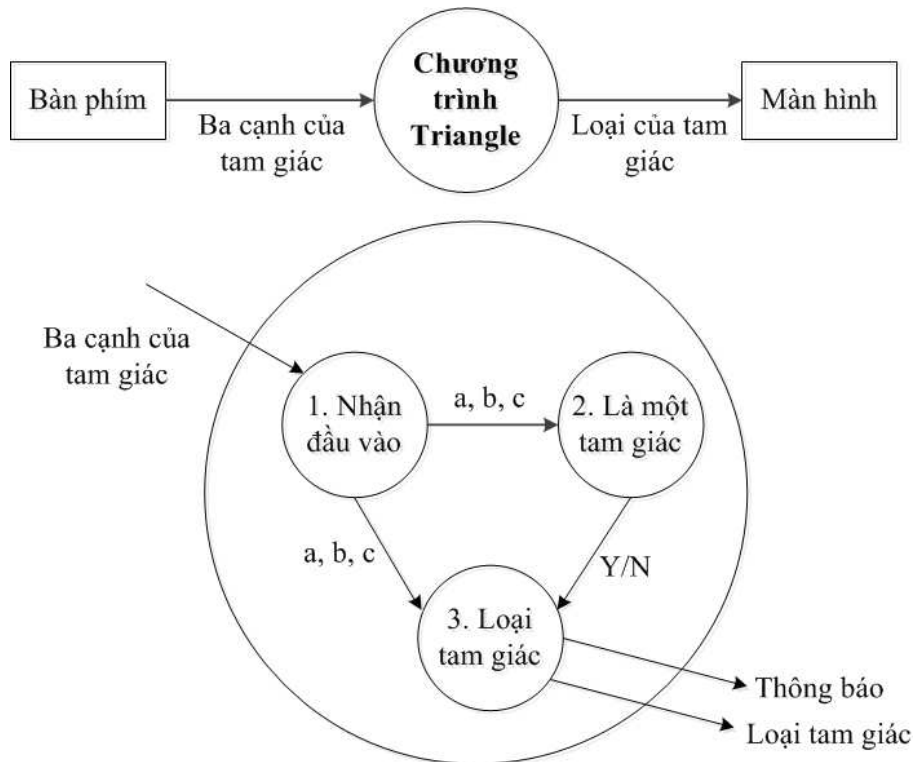 Bàn phím
Ba cạnh của
tam giác
Chương
trình
Triangle
Loại của tam
giác
Màn hình
Ba cạnh của
tam giác
1. Nhận
đầu vào
a, b, c
2. Là một
tam giác
a, b, c
Y/N
3. Loại
tam giác
Thông báo
Loại tam giác